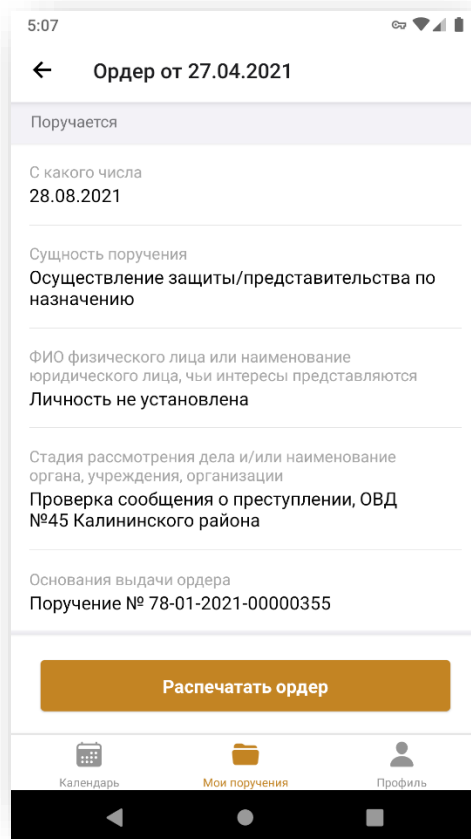 5:07
Ордер от 27.04.2021
Поручается
С какого числа
28.08.2021
Сущность поручения
Осуществление защиты/представительства по
назначению
ФИО физического лица или наименование
юридического лица, чьи интересы представляются
Личность не установлена
Стадия рассмотрения дела и/или наименование
органа, учреждения, организации
Проверка сообщения о преступлении, ОВД
№45 Калининского района
Основания выдачи ордера
Поручение № 78-01-2021-00000355
Распечатать ордер
Календарь Мои поручения Профиль